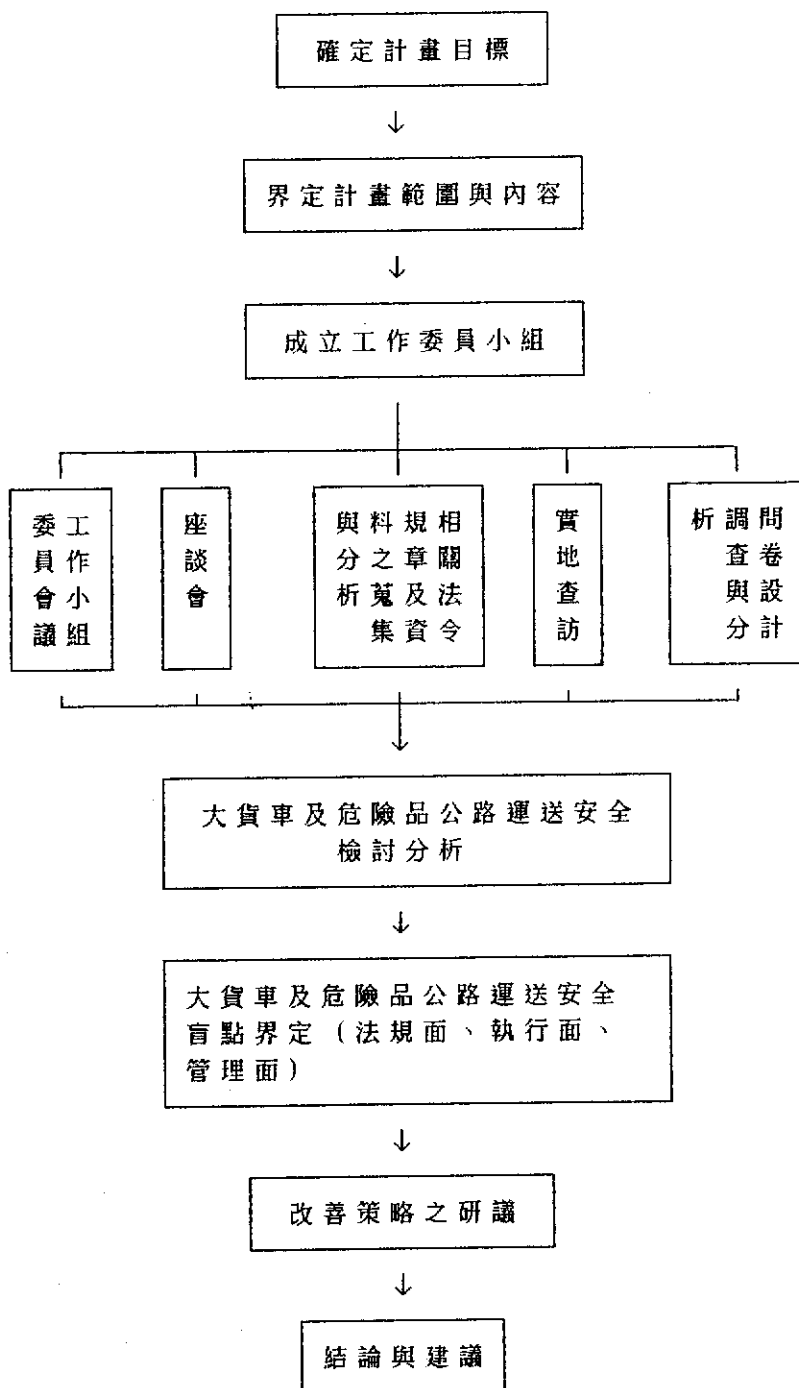 確定計畫目標
↓
界定計畫範圍與內容
↓
成立工作委員小組
工作小組
委員會議
座談會
相關法令
規章及資
料之蒐集
與分析
實地查訪
問卷設計
調查與分
析
↓
大貨車及危險品公路運送安全
檢討分析
↓
大貨車及危險品公路運送安全
盲點界定(法規面、執行面、
管理面)
↓
改善策略之研議
↓
結論與建議